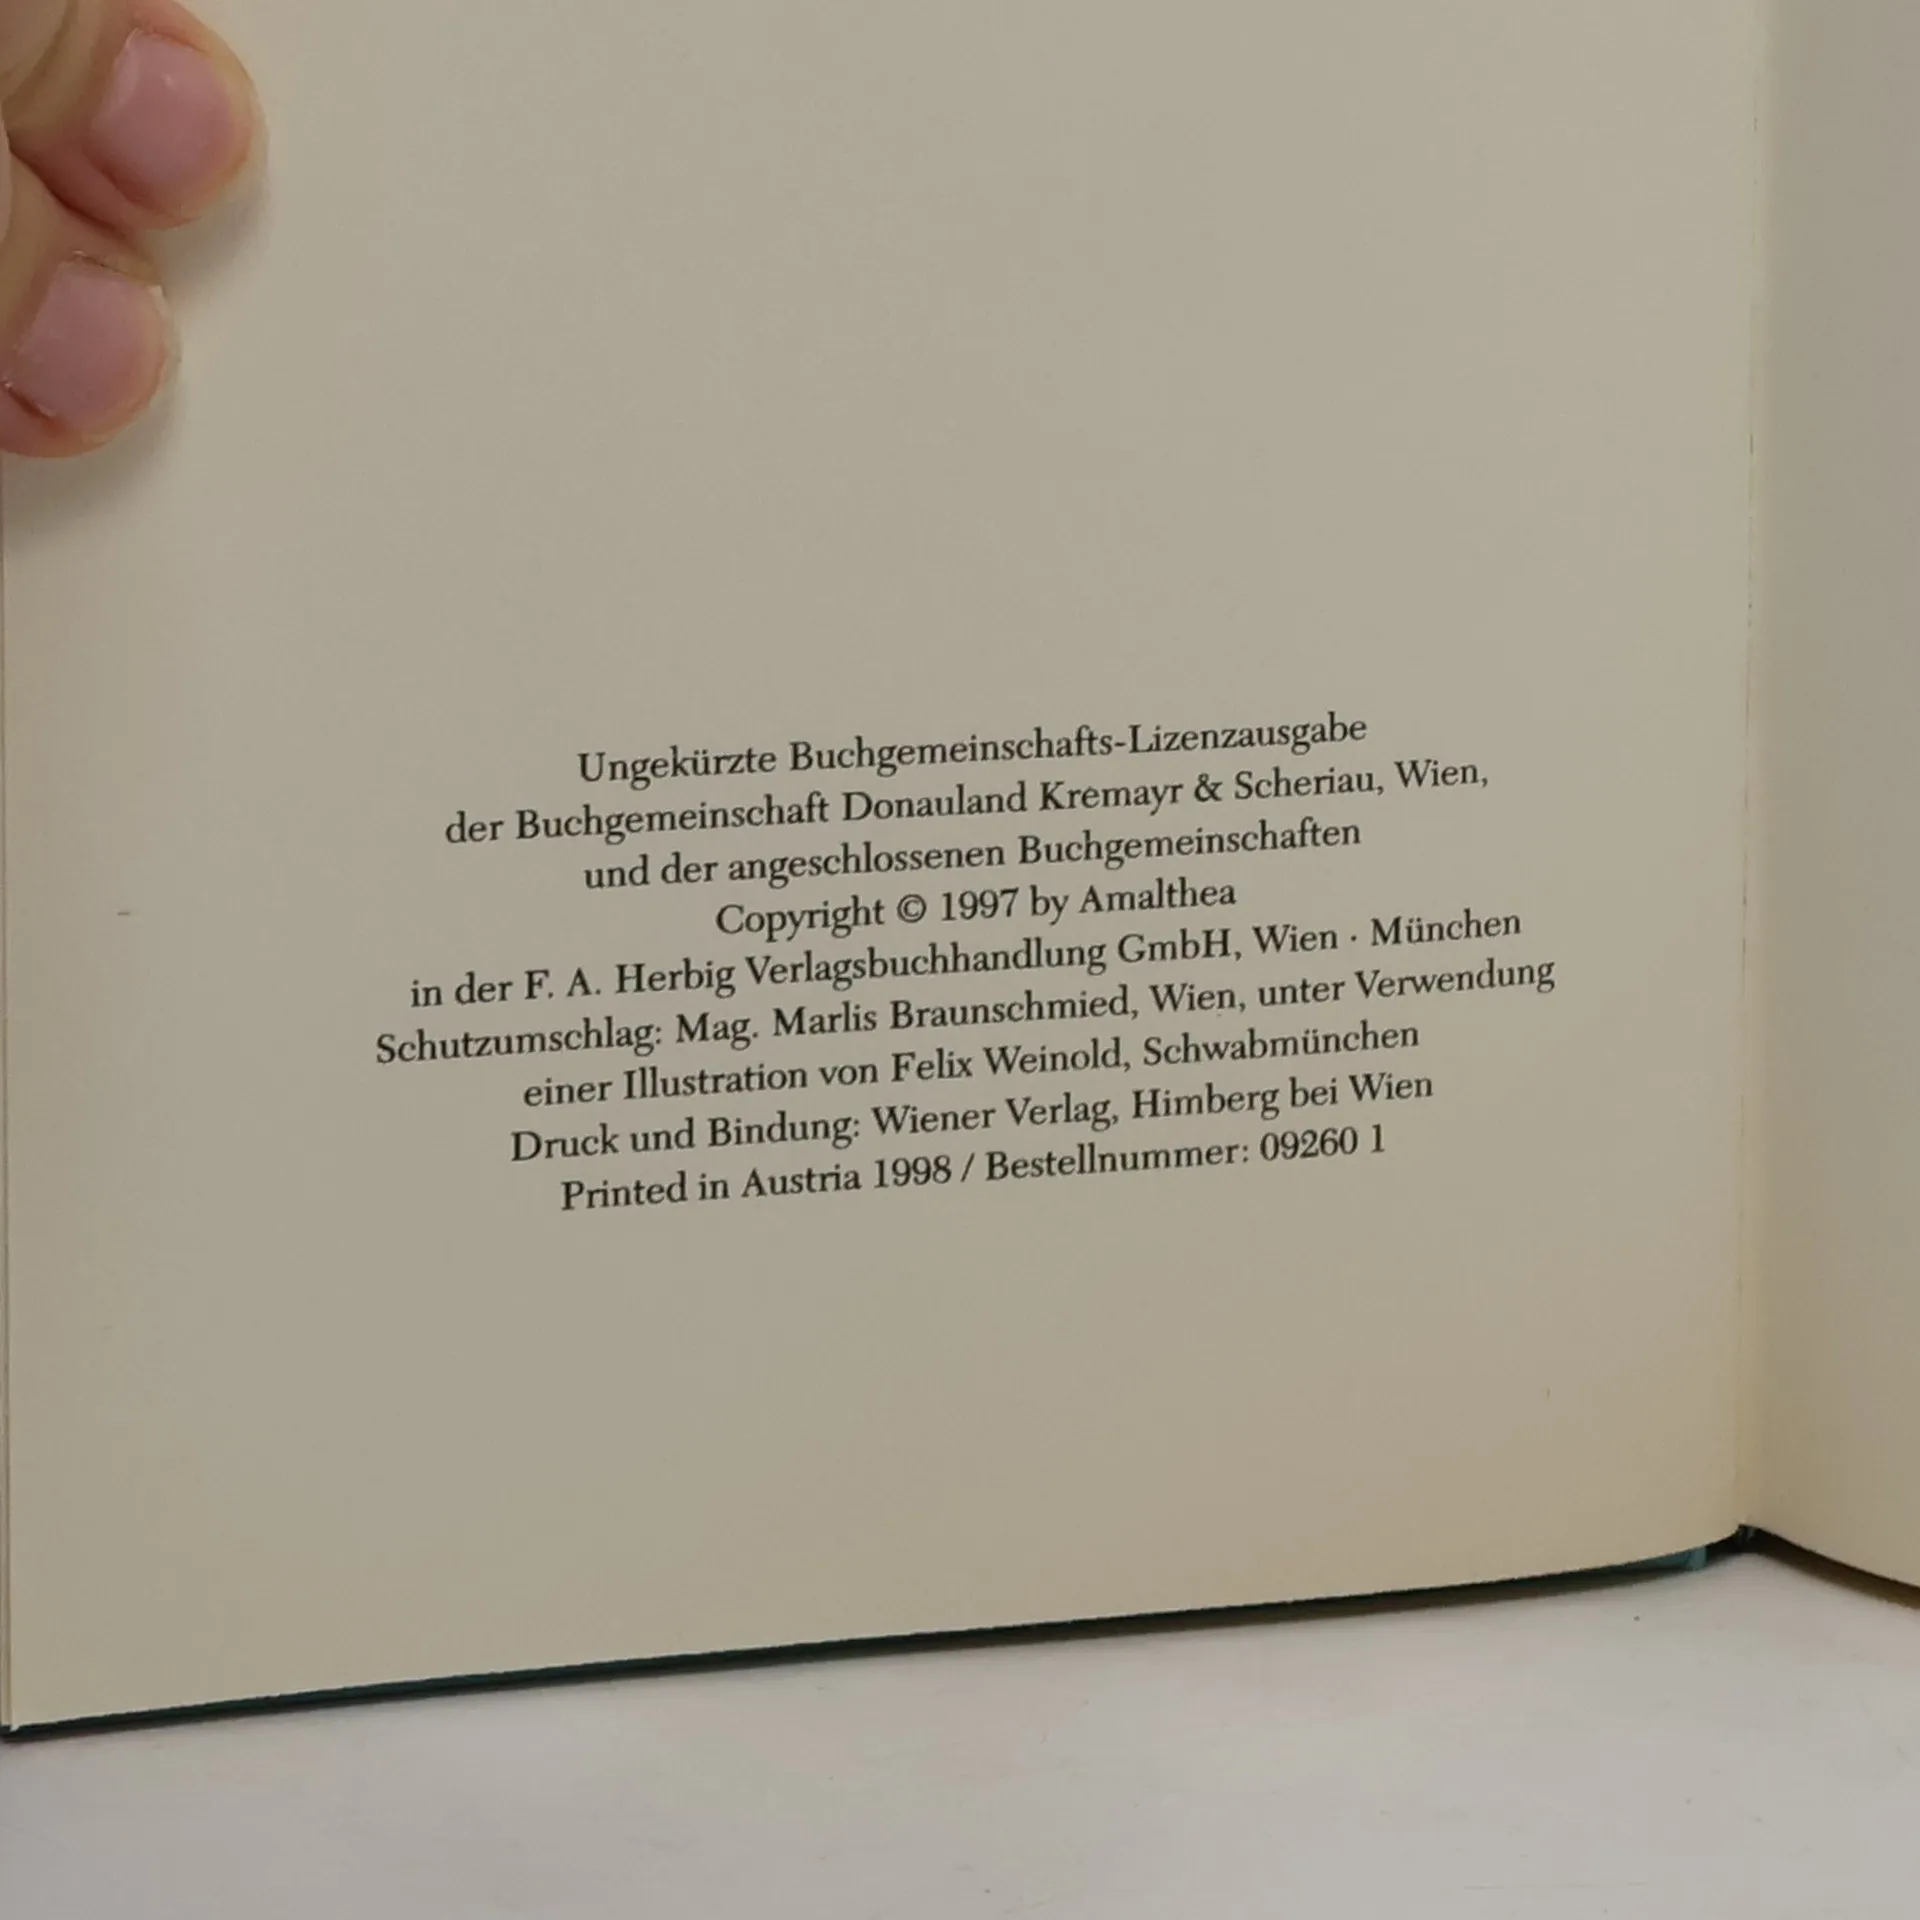 Ungekürzte Buchgemeinschafts-Lizenzausgabe
der Buchgemeinschaft Donauland Kremayr & Scheriau, Wien,
und der angeschlossenen Buchgemeinschaften
Copyright © 1997 by Amalthea
in der F. A. Herbig Verlagsbuchhandlung GmbH, Wien · München
Schutzumschlag: Mag. Marlis Braunschmied, Wien, unter Verwendung
einer Illustration von Felix Weinold, Schwabmünchen
Druck und Bindung: Wiener Verlag, Himberg bei Wien
Printed in Austria 1998 / Bestellnummer: 09260 1